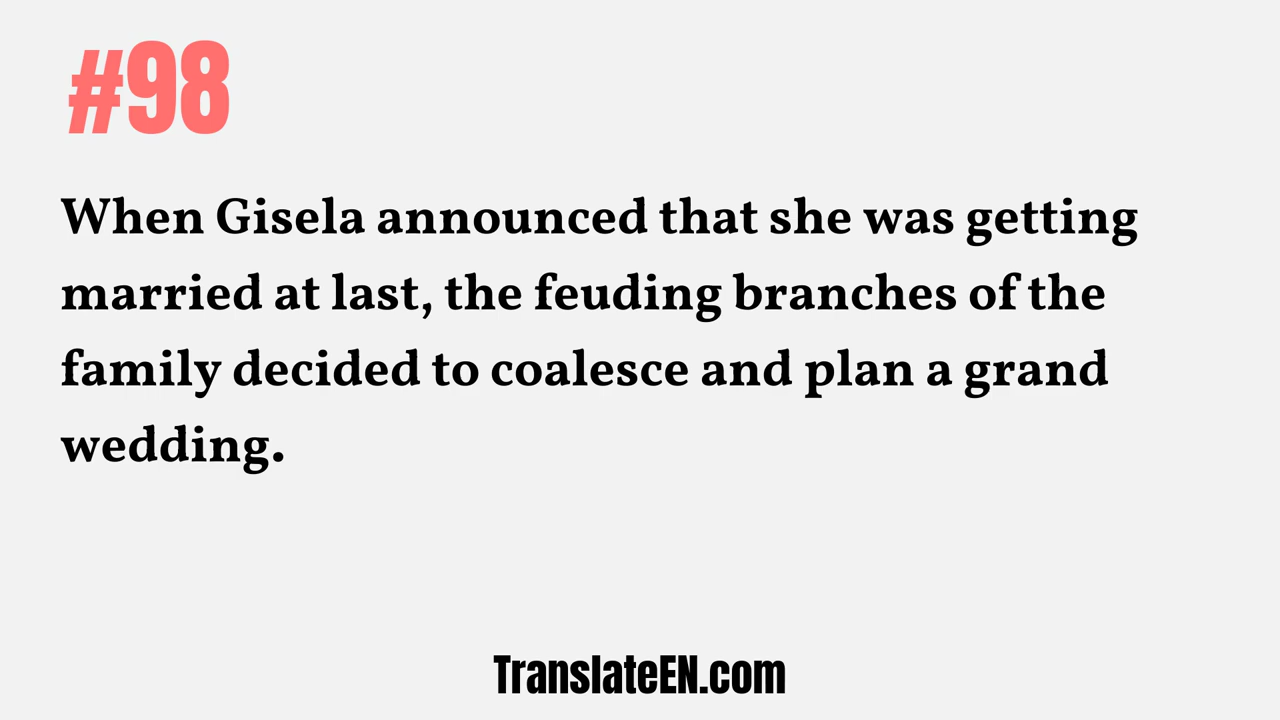 #98
When Gisela announced that she was getting
married at last, the feuding branches of the
family decided to coalesce and plan a grand
wedding.
TranslateEN.com